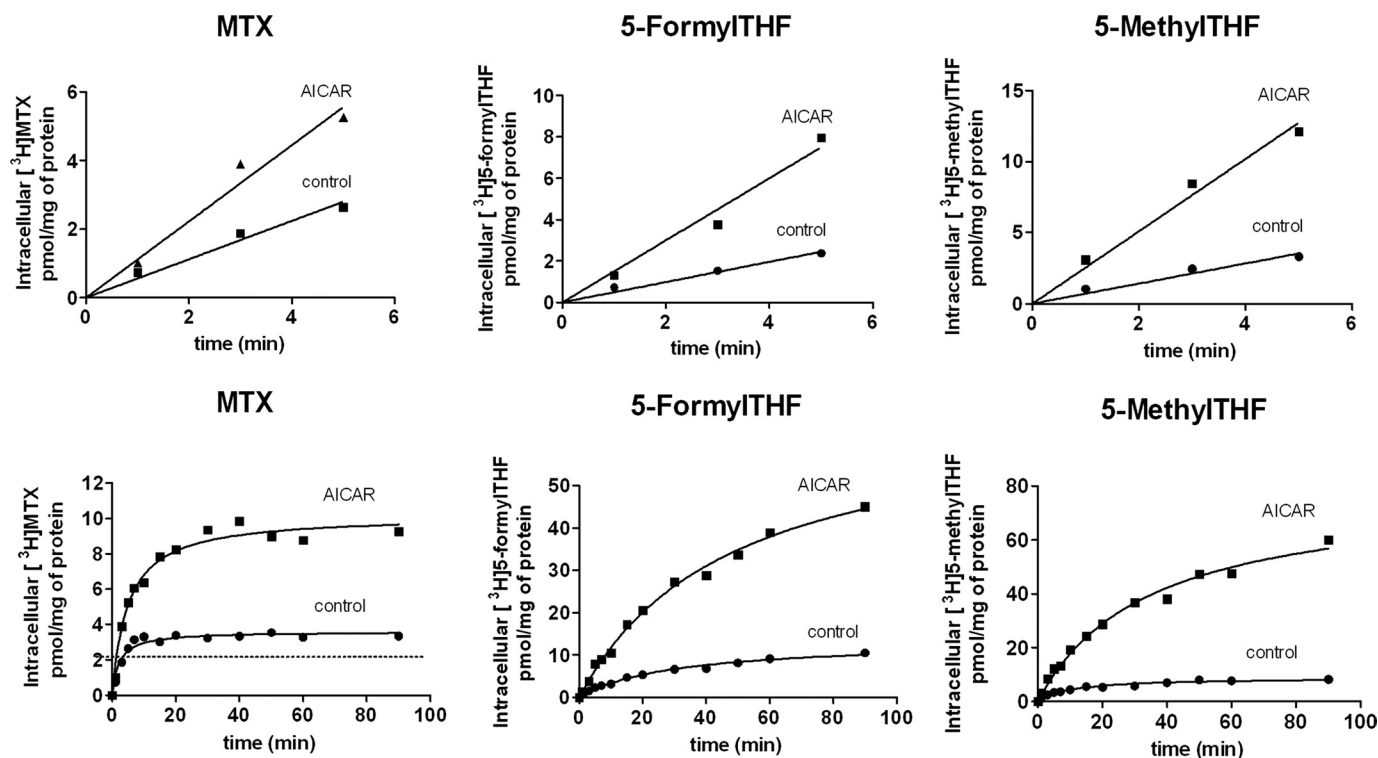 MTX
Intracellular [ ³H]MTX
pmol/mg of protein
6
4
2
0
0
2
4
6
time (min)
AICAR
control
5-FormylTHF
Intracellular [ ³H]5-formylTHF
pmol/mg of protein
10
8
6
4
2
0
0
2
4
6
time (min)
AICAR
control
5-MethylTHF
Intracellular [ ³H]5-methylTHF
pmol/mg of protein
15
10
5
0
0
2
4
6
time (min)
AICAR
control
MTX
Intracellular [ ³H]MTX
pmol/mg of protein
12
10
8
6
4
2
0
0
20
40
60
80
100
time (min)
AICAR
control
5-FormylTHF
Intracellular [ ³H]5-formylTHF
pmol/mg of protein
50
40
30
20
10
0
0
20
40
60
80
100
time (min)
AICAR
control
5-MethylTHF
Intracellular [ ³H]5-methylTHF
pmol/mg of protein
80
60
40
20
0
0
20
40
60
80
100
time (min)
AICAR
control